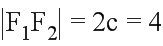 |F₁F₂| = 2c = 4